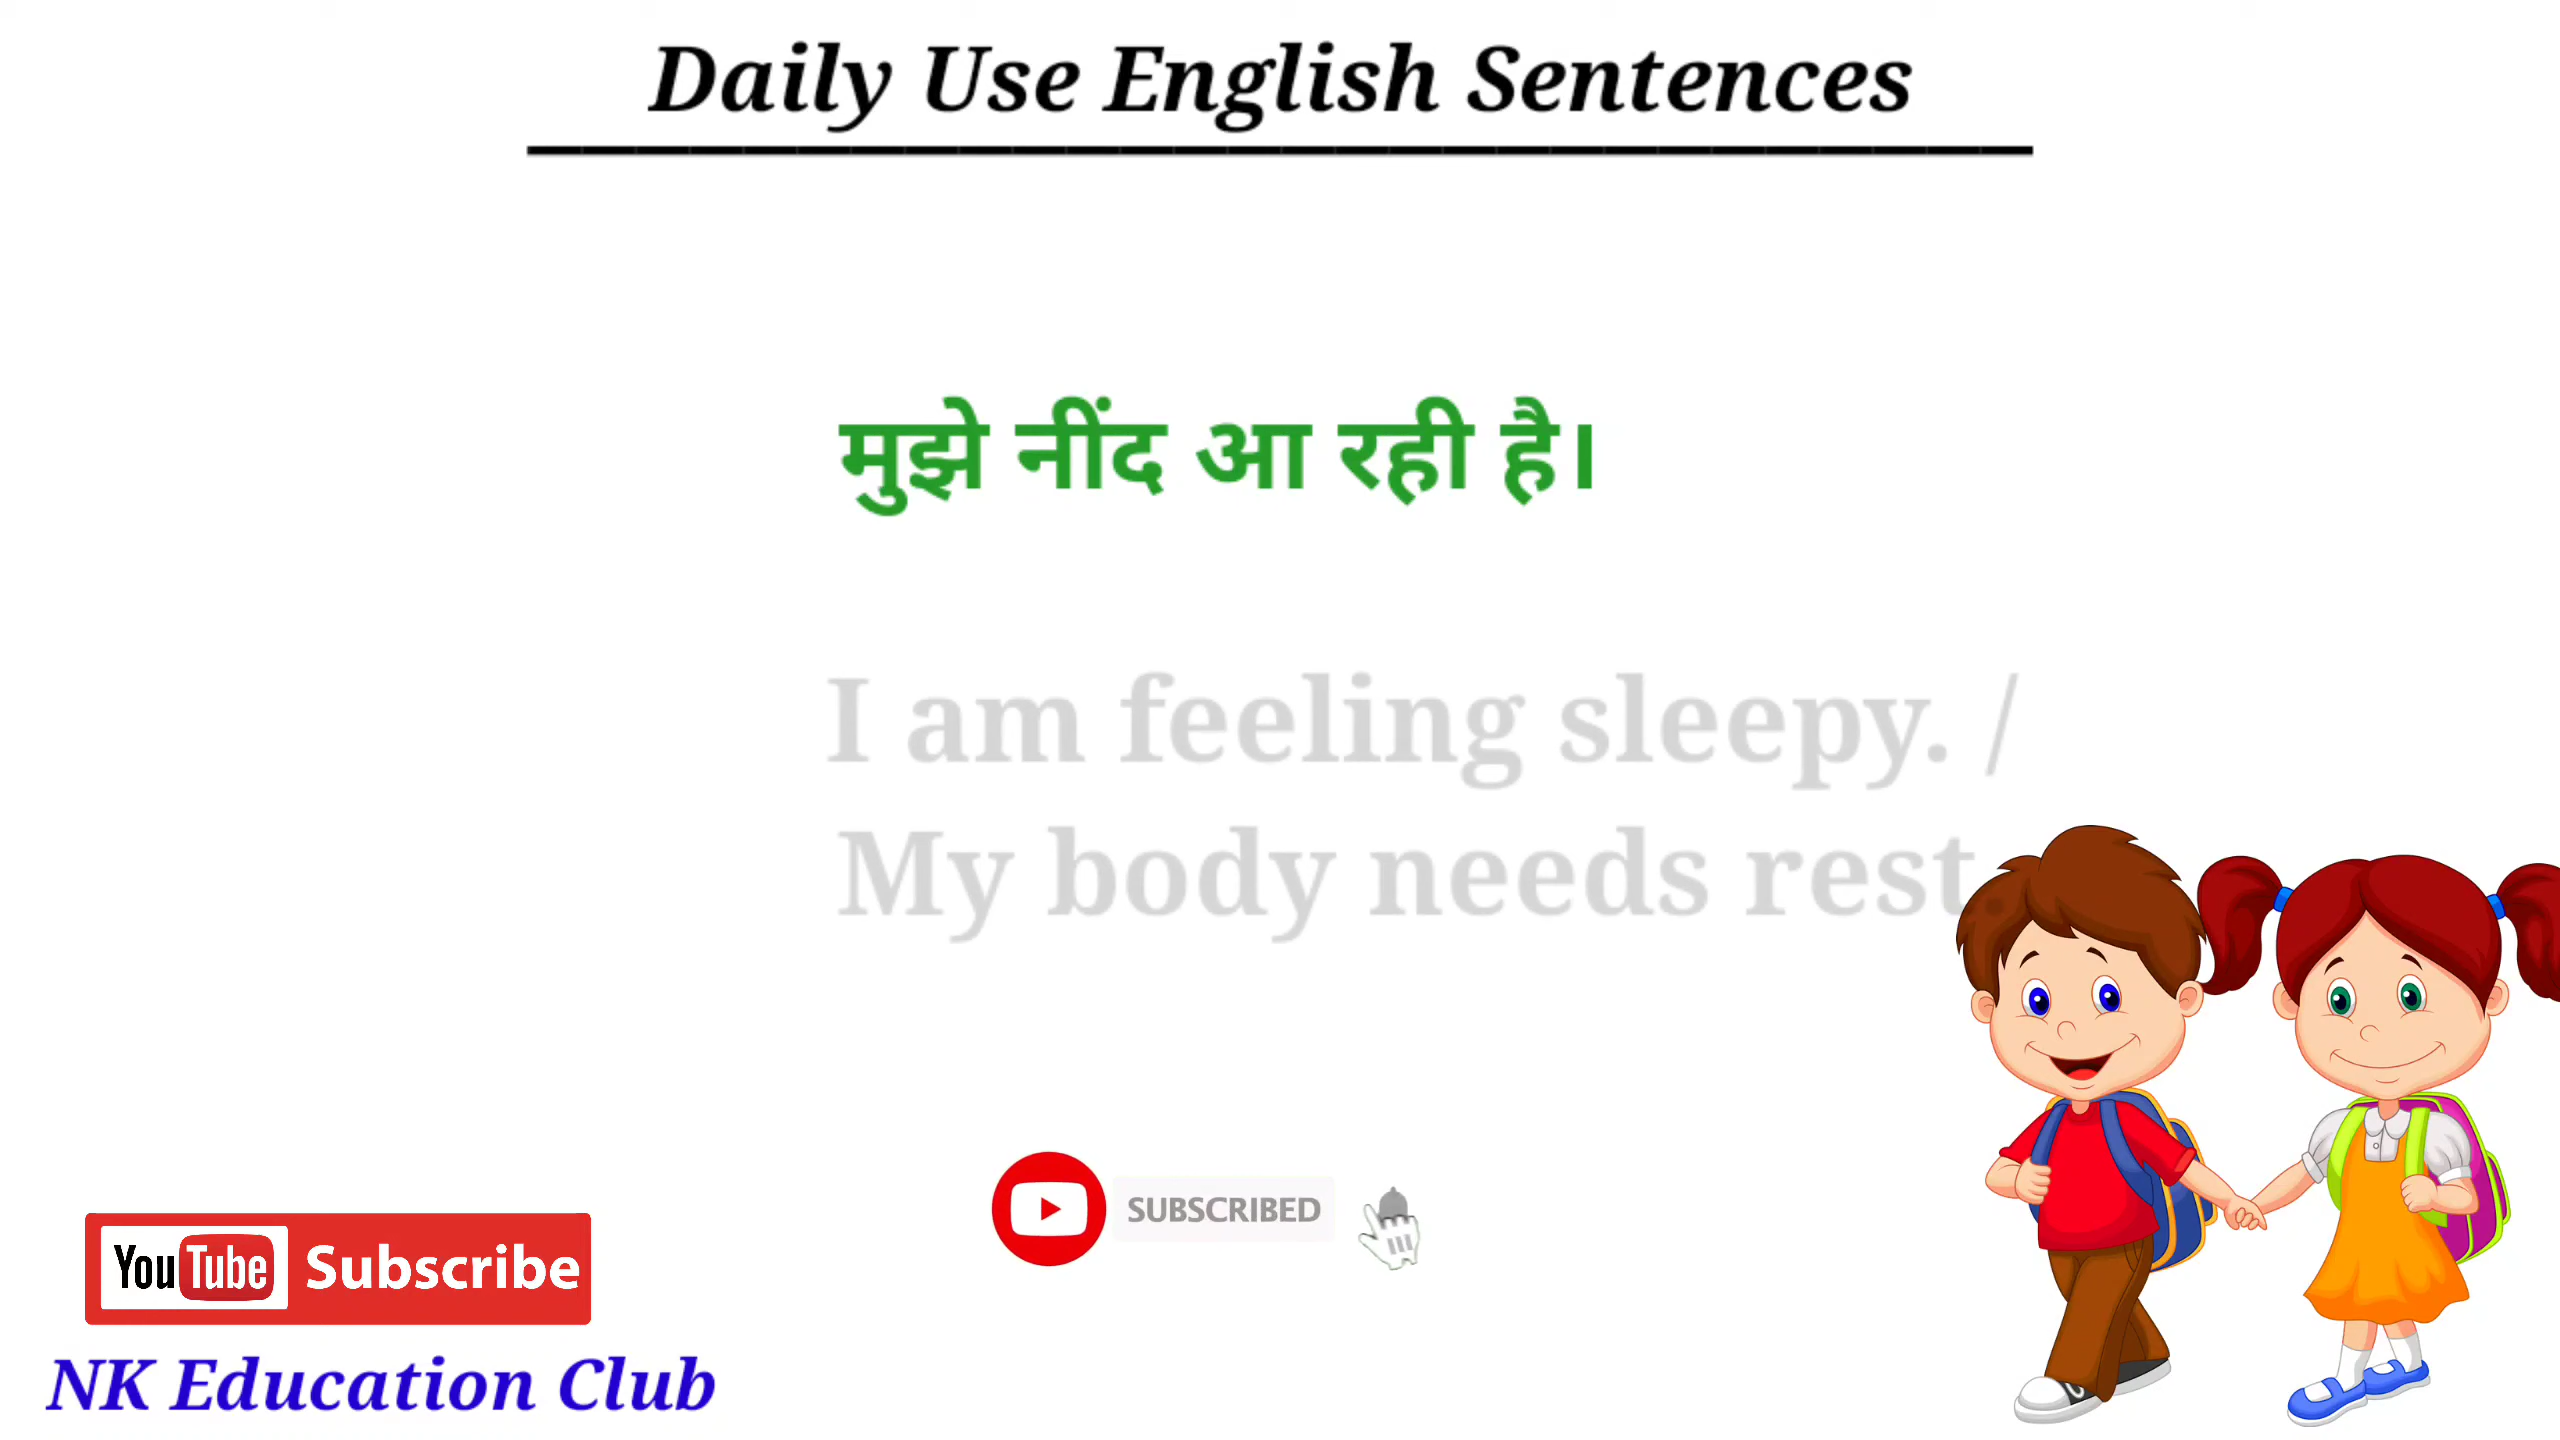 Daily Use English Sentences
मुझे नींद आ रही है।
I am feeling sleepy. /
My body needs rest.
SUBSCRIBED
YouTube Subscribe
NK Education Club